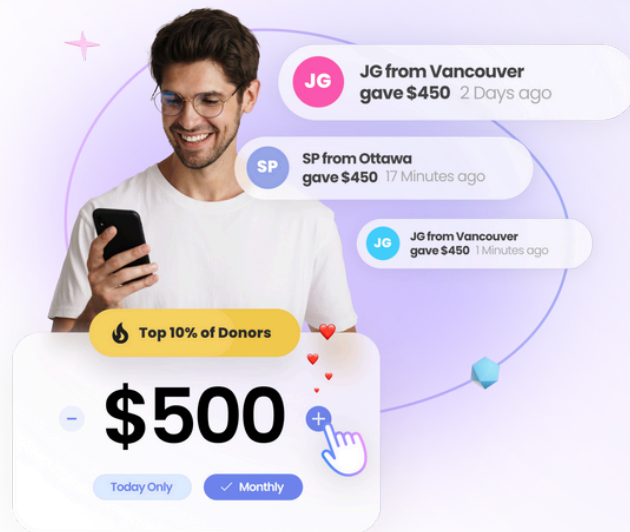 JG
JG from Vancouver
gave $450 2 Days ago
SP
SP from Ottawa
gave $450 17 Minutes ago
JG
JG from Vancouver
gave $450 1 Minutes ago
Top 10% of Donors
− $500 +
Today Only ✓ Monthly